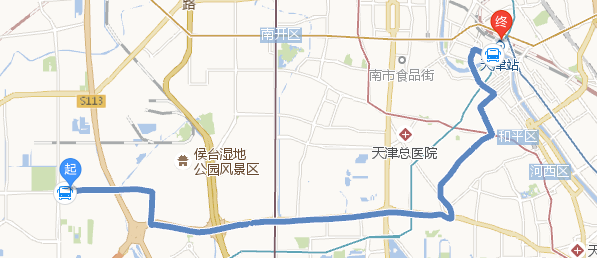 路
南开区
终
天津站
南市食品街
S113
和平区
天津总医院
侯台湿地
公园风景区
起
河西区
天